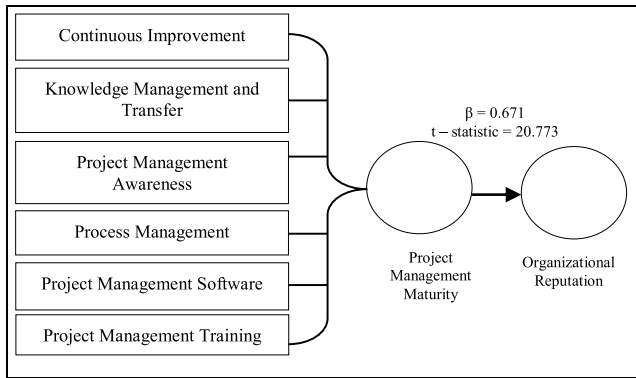 Continuous Improvement
Knowledge Management and
Transfer
Project Management
Awareness
Process Management
Project Management Software
Project Management Training
β = 0.671
t – statistic = 20.773
Project
Management
Maturity
Organizational
Reputation